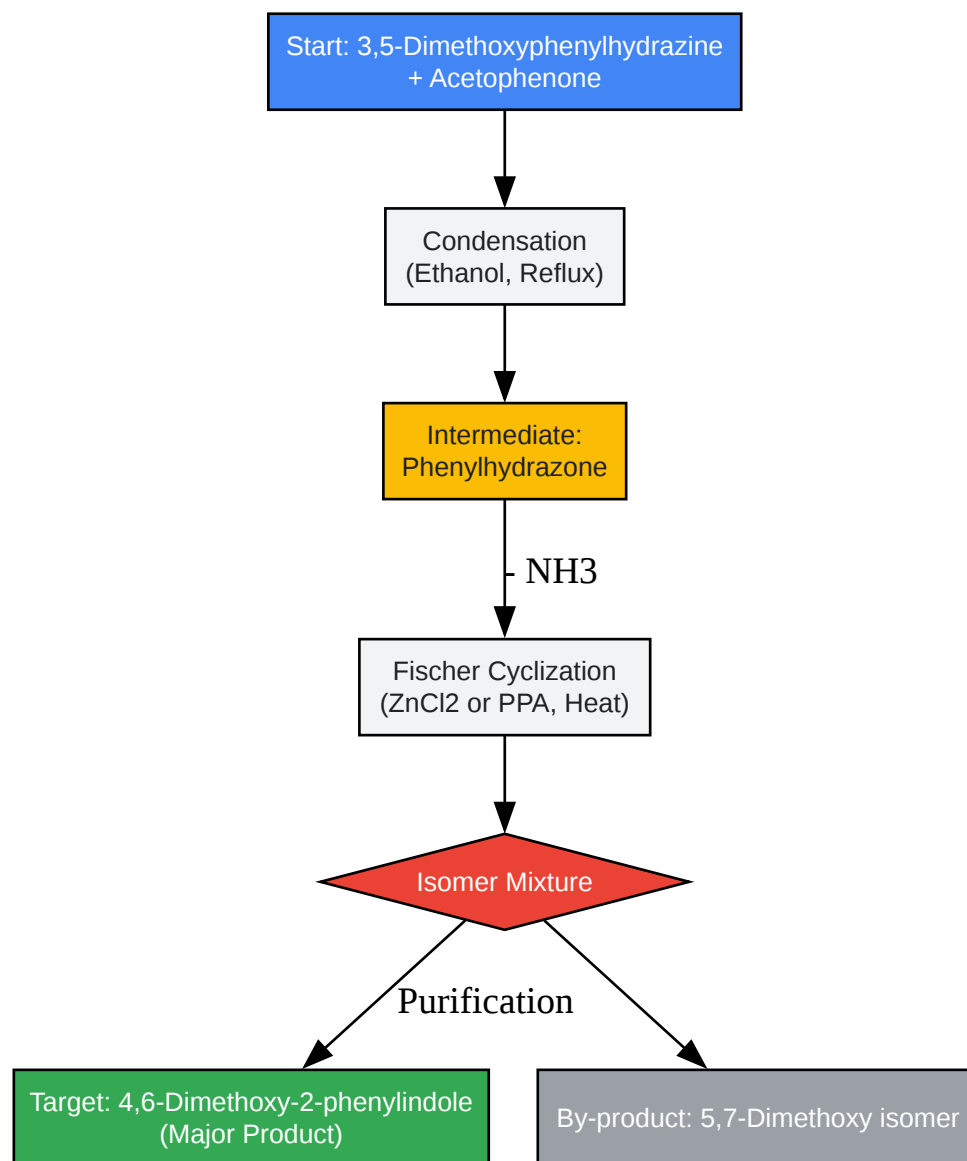 Start: 3,5-Dimethoxyphenylhydrazine
+ Acetophenone
Condensation
(Ethanol, Reflux)
Intermediate:
Phenylhydrazone
- NH3
Fischer Cyclization
(ZnCl2 or PPA, Heat)
Isomer Mixture
Purification
Target: 4,6-Dimethoxy-2-phenylindole
(Major Product)
By-product: 5,7-Dimethoxy isomer